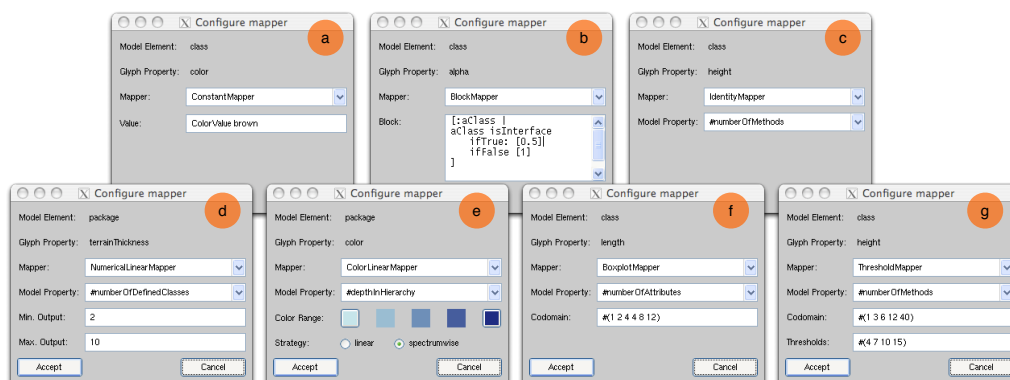 X Configure mapper
a
Model Element: class
Glyph Property: color
Mapper: ConstantMapper
Value: ColorValue brown
X Configure mapper
b
Model Element: class
Glyph Property: alpha
Mapper: BlockMapper
Block: [:aClass |
aClass isInterface
ifTrue: [0.5]
ifFalse [1]
]
X Configure mapper
c
Model Element: class
Glyph Property: height
Mapper: IdentityMapper
Model Property: #numberOfMethods
X Configure mapper
d
Model Element: package
Glyph Property: terrainThickness
Mapper: NumericalLinearMapper
Model Property: #numberOfDefinedClasses
Min. Output: 2
Max. Output: 10
Accept Cancel
X Configure mapper
e
Model Element: package
Glyph Property: color
Mapper: ColorLinearMapper
Model Property: #depthInHierarchy
Color Range:
Strategy: linear spectrumvise
Accept Cancel
X Configure mapper
f
Model Element: class
Glyph Property: length
Mapper: BoxplotMapper
Model Property: #numberOfAttributes
Codomain: #(1 2 4 4 8 12)
Accept Cancel
X Configure mapper
g
Model Element: class
Glyph Property: height
Mapper: ThresholdMapper
Model Property: #numberOfMethods
Codomain: #(1 3 6 12 40)
Thresholds: #(4 7 10 15)
Accept Cancel